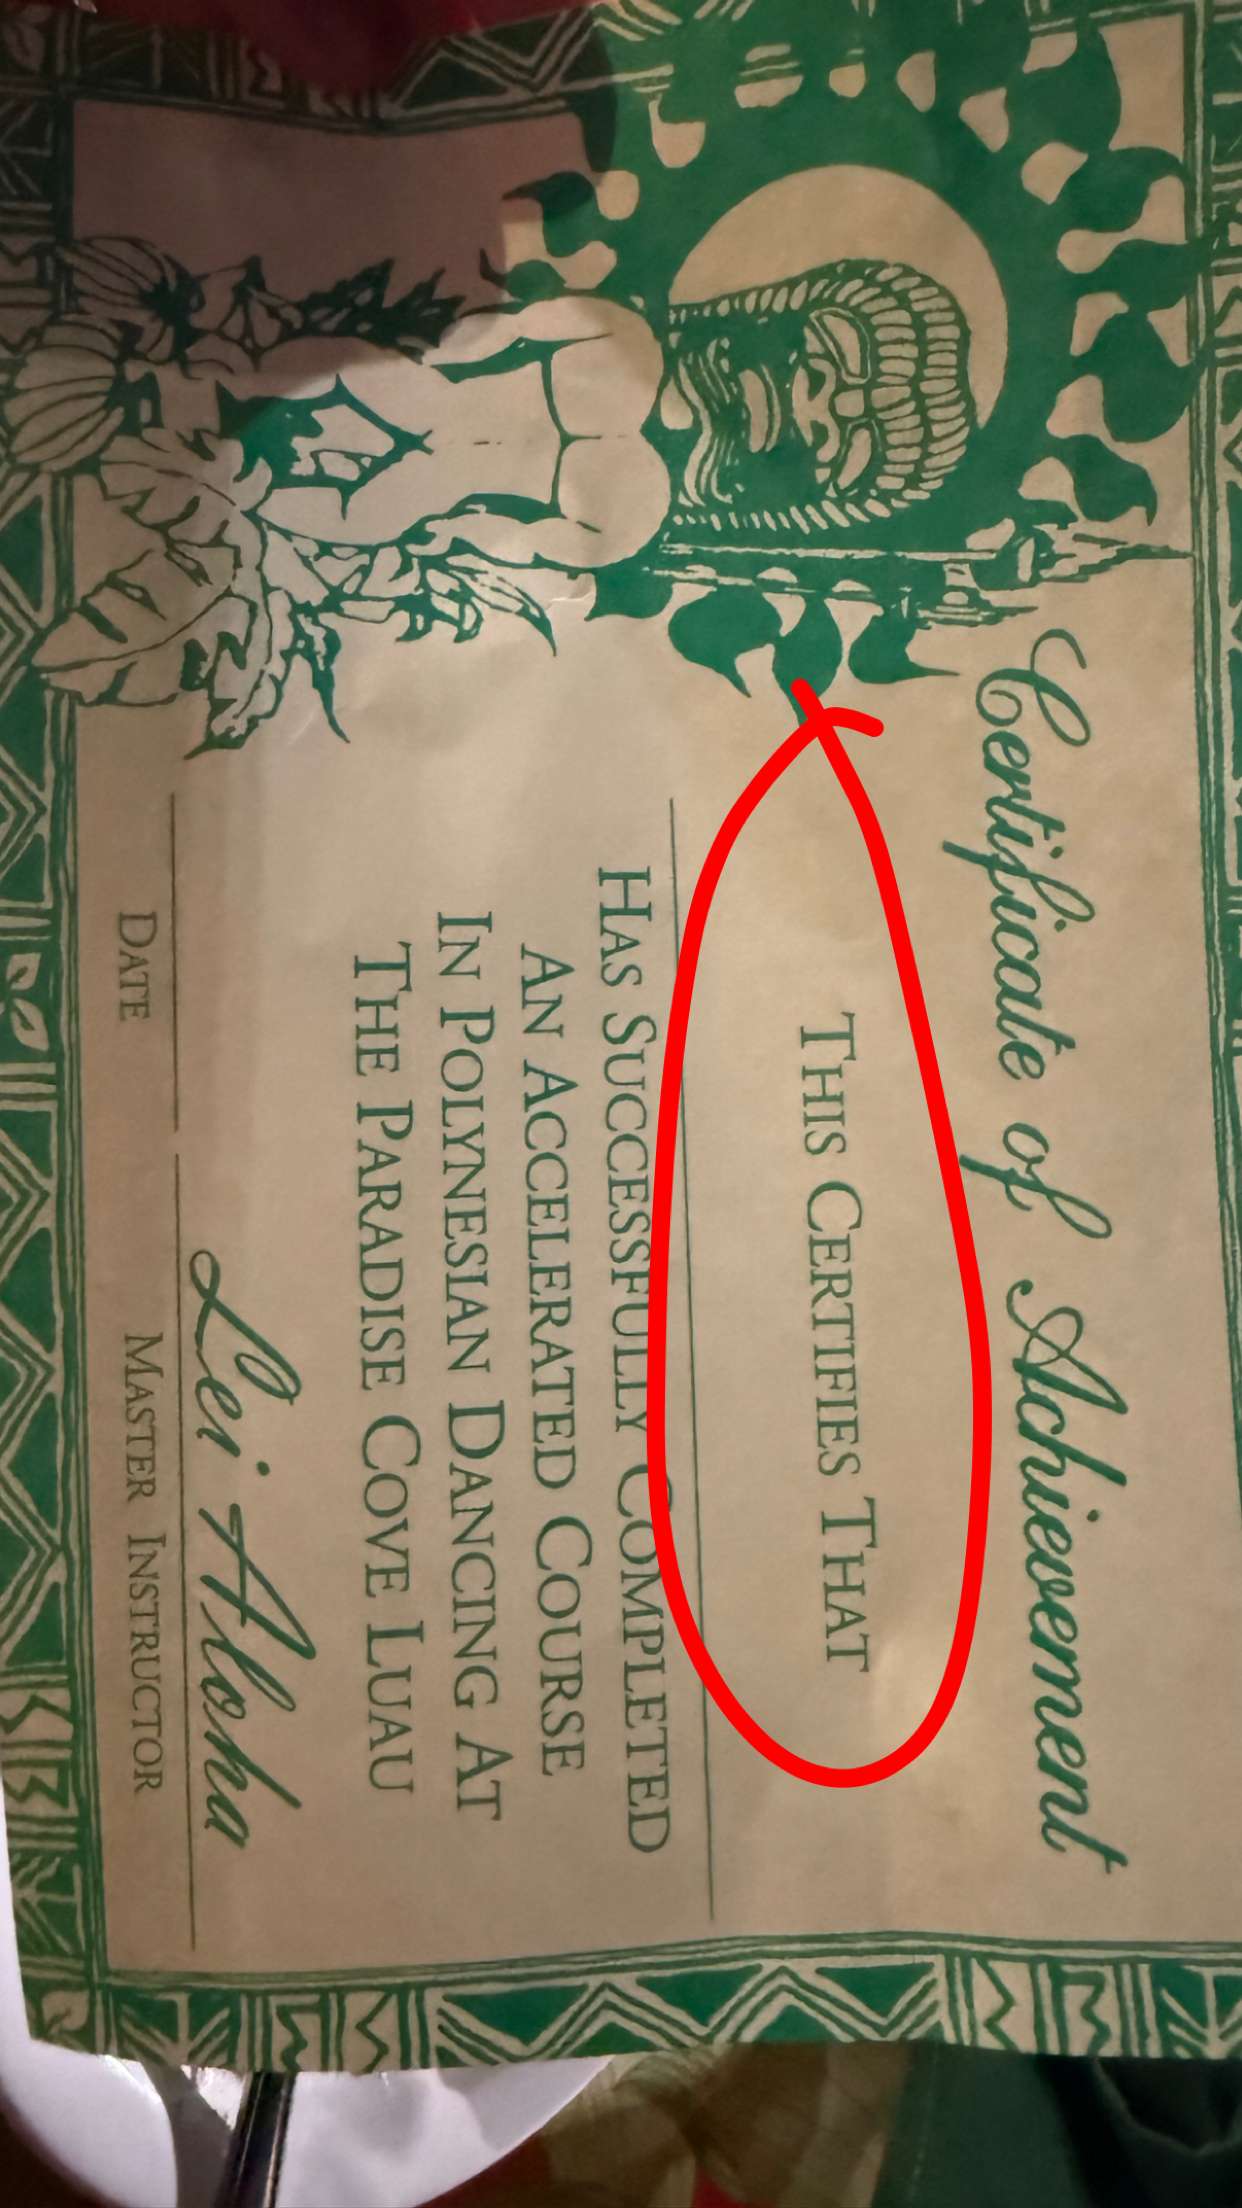 Certificate of Achievement
THIS CERTIFIES THAT
HAS SUCCESSFULLY COMPLETED
AN ACCELERATED COURSE
IN POLYNESIAN DANCING AT
THE PARADISE COVE LUAU
Lei Aloha
DATE MASTER INSTRUCTOR